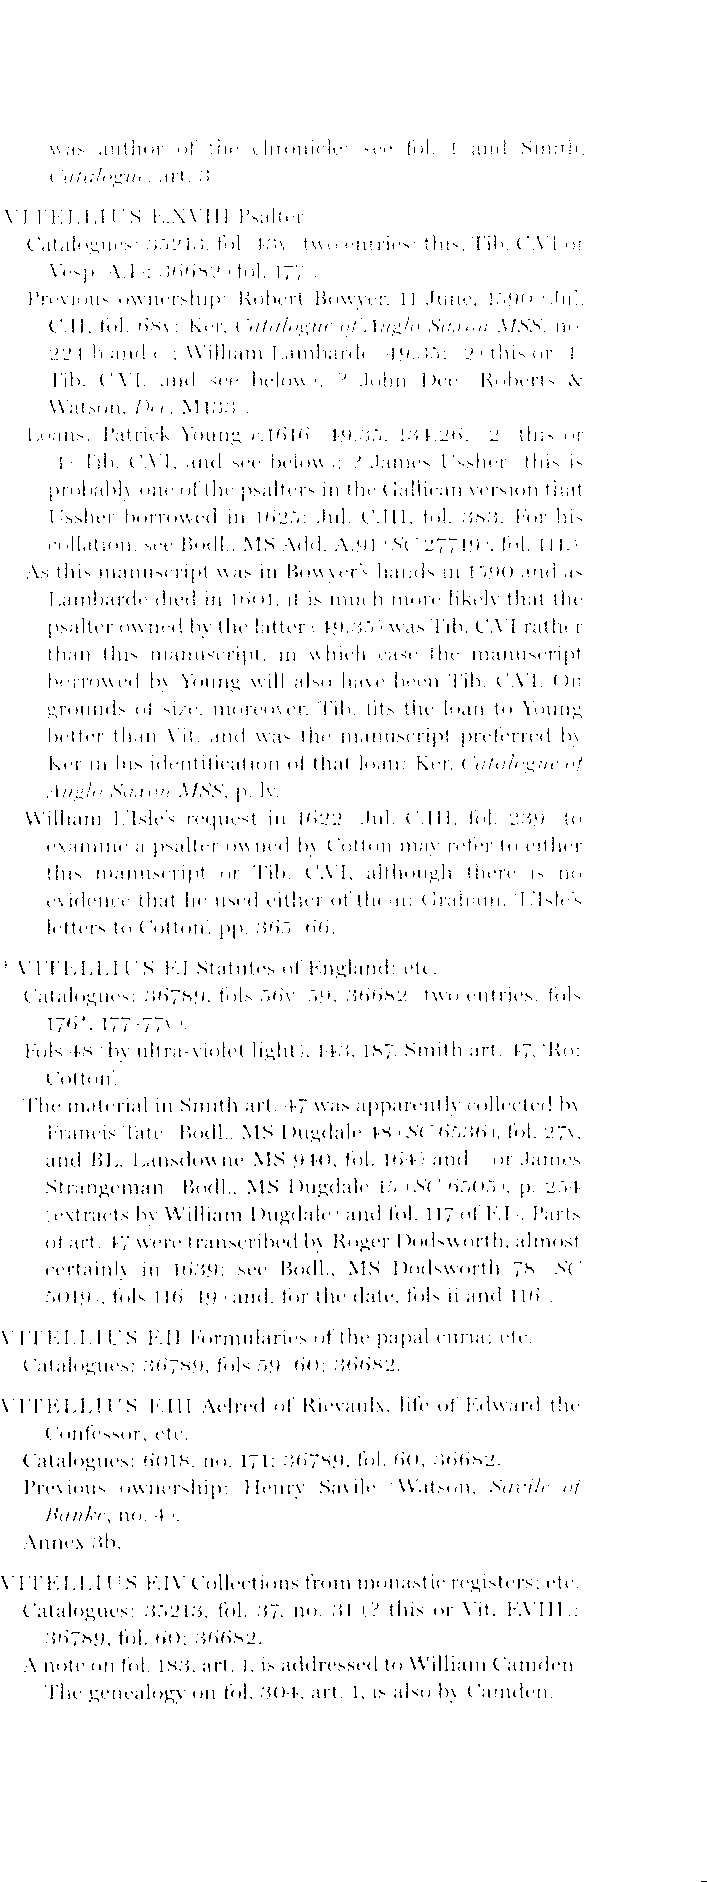 was author of the chronicle: see fol. 1 and Smith,
Catalogue, art. 3.
VITELLIUS E.XVIII Psalter
Catalogues: 35213, fol. 43v (two entries: this, Tib. C.VI or
Vesp. A.I); 36682 (fol. 177).
Previous ownership: Robert Bowyer, 11 June, 1590 (Jul.
C.II, fol. 68v; Ker, Catalogue of Anglo-Saxon MSS, no.
224 b and c); William Lambarde (49.35: (2) this or (1)
Tib. C.VI, and see below), ? John Dee (Roberts &
Watson, Dee, M133).
Loans: Patrick Young c.1616 (49.35, 134.26: (2) this or
(1) Tib. C.VI, and see below); ? James Ussher (this is
probably one of the psalters in the Gallican version that
Ussher borrowed in 1625: Jul. C.III, fol. 383. For his
collation, see Bodl., MS Add. A.91 (SC 27719), fol. 111.)
As this manuscript was in Bowyer's hands in 1590 and as
Lambarde died in 1601, it is much more likely that the
psalter owned by the latter (49.35) was Tib. C.VI rather
than this manuscript, in which case the manuscript
borrowed by Young will also have been Tib. C.VI. On
grounds of size, moreover, Tib. fits the loan to Young
better than Vit. and was the manuscript preferred by
Ker in his identification of that loan: Ker, Catalogue of
Anglo-Saxon MSS, p. lv.
William L'Isle's request in 1622 (Jul. C.III, fol. 239) to
examine a psalter owned by Cotton may refer to either
this manuscript or Tib. C.VI, although there is no
evidence that he used either of them: Graham, 'L'Isle's
letters to Cotton', pp. 365–66.
* VITELLIUS F.I Statutes of England; etc.
Catalogues: 36789, fols 56v–59; 36682 (two entries, fols
176*, 177–77v).
Fols 48 (by ultra-violet light), 143, 187, Smith art. 47, 'Ro:
Cotton'.
The material in Smith art. 47 was apparently collected by
Francis Tate (Bodl., MS Dugdale 48 (SC 6536), fol. 27v,
and BL, Lansdowne MS 940, fol. 164) and/or James
Strangeman (Bodl., MS Dugdale 15 (SC 6505), p. 254
(extracts by William Dugdale) and fol. 117 of F.I). Parts
of art. 47 were transcribed by Roger Dodsworth, almost
certainly in 1639: see Bodl., MS Dodsworth 78 (SC
5019), fols 116–19 (and, for the date, fols ii and 116).
VITELLIUS F.II Formularies of the papal curia; etc.
Catalogues: 36789, fols 59–60; 36682.
VITELLIUS F.III Aelred of Rievaulx, life of Edward the
Confessor, etc.
Catalogues: 6018, no. 171; 36789, fol. 60; 36682.
Previous ownership: Henry Savile (Watson, Savile of
Banke, no. 4).
Annex 3b.
VITELLIUS F.IV Collections from monastic registers; etc.
Catalogues: 35213, fol. 37, no. 31 (? this or Vit. F.VIII);
36789, fol. 60; 36682.
A note on fol. 183, art. 1, is addressed to William Camden
The genealogy on fol. 304, art. 1, is also by Camden.